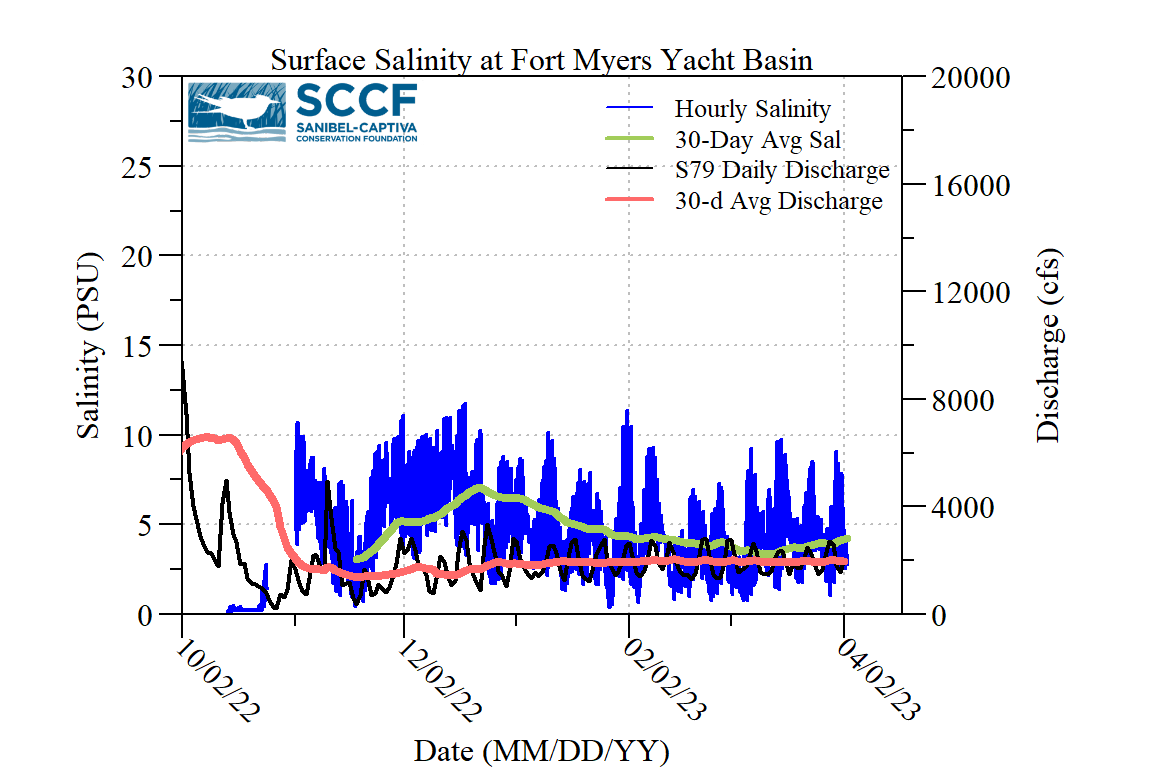 Surface Salinity at Fort Myers Yacht Basin
SCCF
SANIBEL-CAPTIVA
CONSERVATION FOUNDATION
Hourly Salinity
30-Day Avg Sal
S79 Daily Discharge
30-d Avg Discharge
30
25
20
15
10
5
0
Salinity (PSU)
20000
16000
12000
8000
4000
0
Discharge (cfs)
10/02/22
12/02/22
02/02/23
04/02/23
Date (MM/DD/YY)